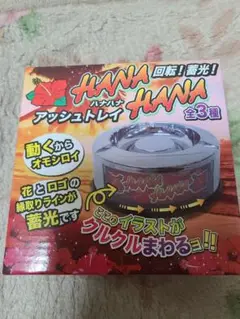 回転!蓄光!
HANA
ハナハナ
HANA
アッシュトレイ
全3種
動くから
オモシロイ
花とロゴの
縁取りラインが
蓄光です
イラストが
クルクルまわるヨ!!